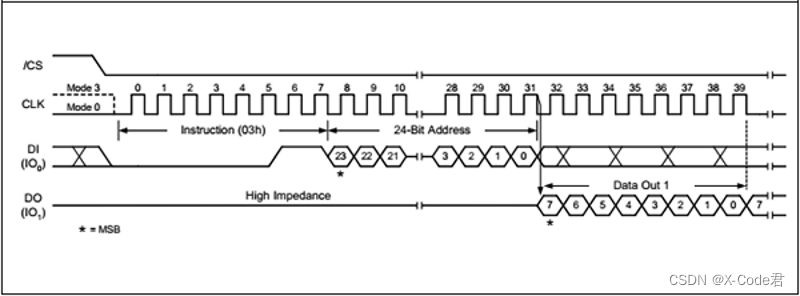 /CS
Mode 3 0 1 2 3 4 5 6 7 8 9 10 28 29 30 31 32 33 34 35 36 37 38 39
CLK Mode 0
Instruction (03h) 24-Bit Address
DI
(IO0) 23 22 21 3 2 1 0
*
Data Out 1
High Impedance
DO
(IO1) 7 6 5 4 3 2 1 0 7
*
* = MSB
CSDN @X-Code君